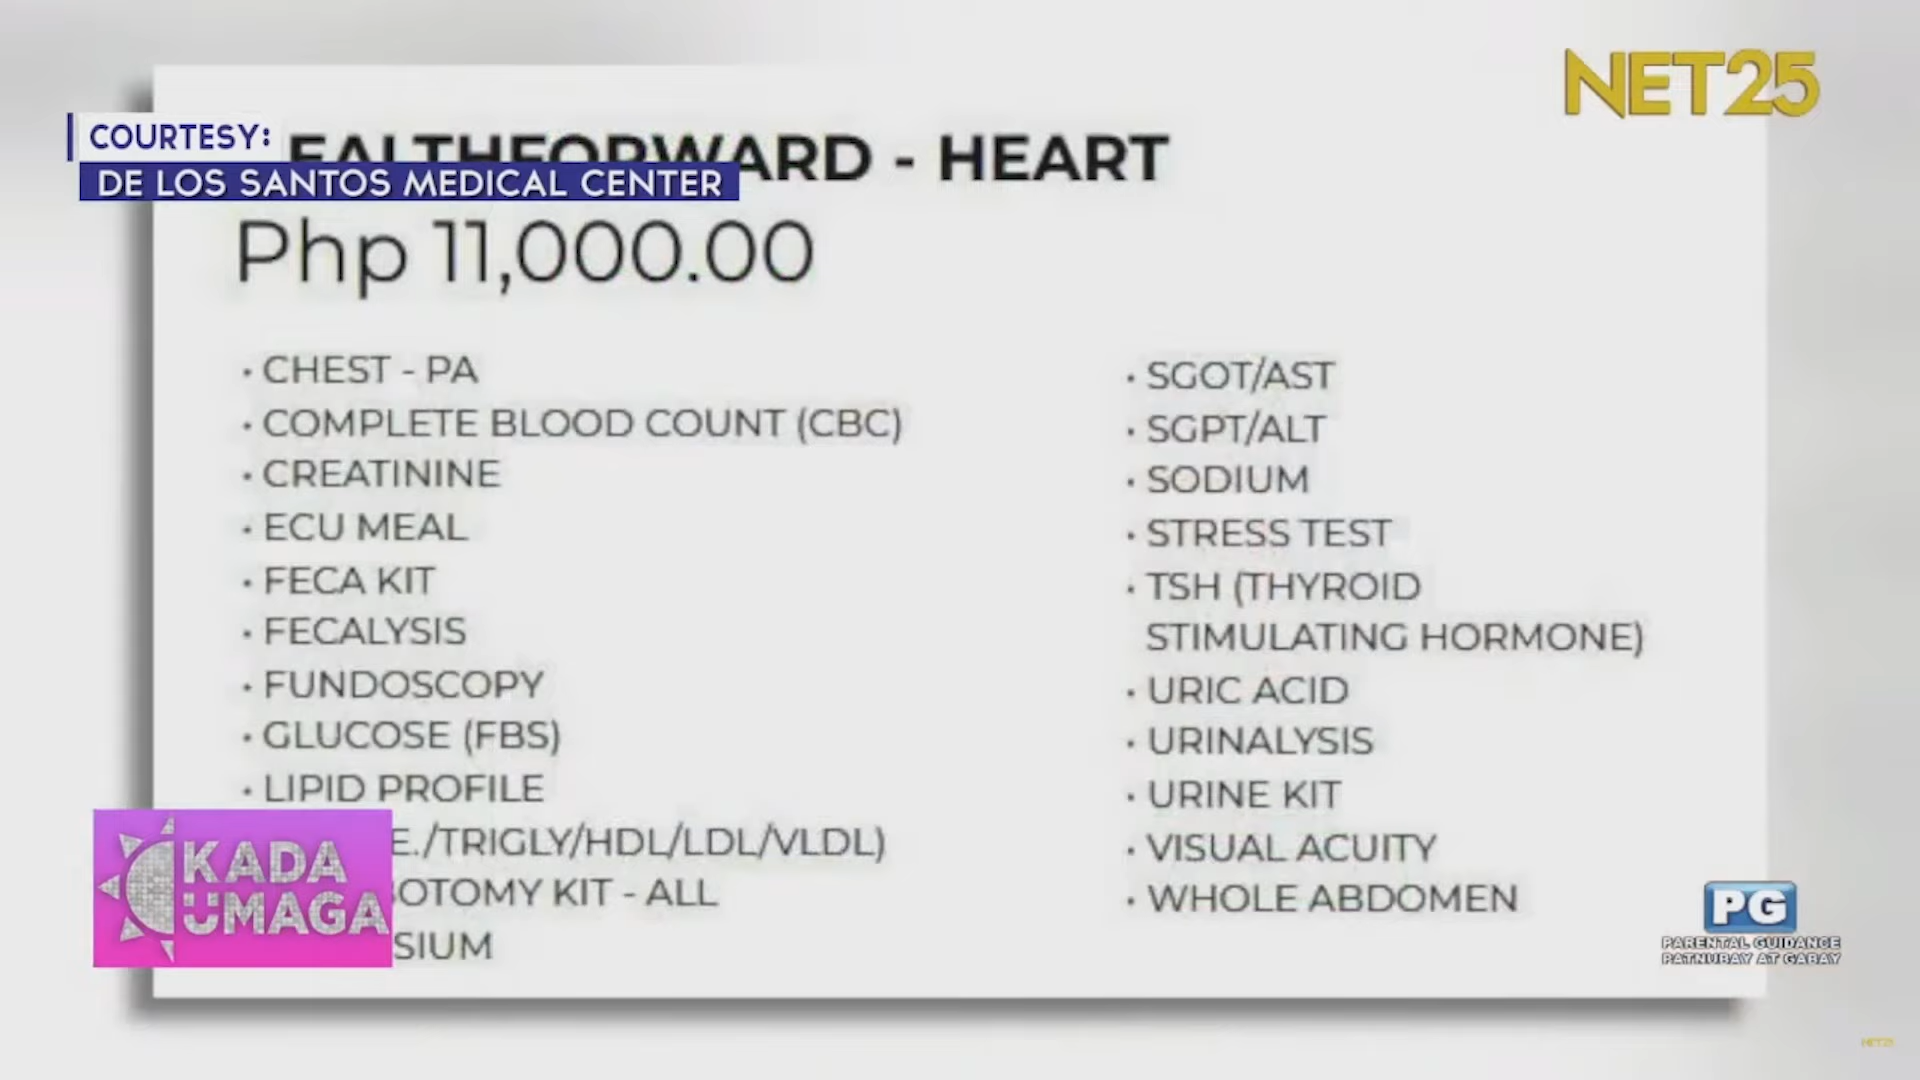 NET25
COURTESY:
DE LOS SANTOS MEDICAL CENTER
EALTHFORWARD - HEART
Php 11,000.00
• CHEST - PA
• COMPLETE BLOOD COUNT (CBC)
• CREATININE
• ECU MEAL
• FECA KIT
• FECALYSIS
• FUNDOSCOPY
• GLUCOSE (FBS)
• LIPID PROFILE
E./TRIGLY/HDL/LDL/VLDL)
OTOMY KIT - ALL
SIUM
• SGOT/AST
• SGPT/ALT
• SODIUM
• STRESS TEST
• TSH (THYROID
STIMULATING HORMONE)
• URIC ACID
• URINALYSIS
• URINE KIT
• VISUAL ACUITY
• WHOLE ABDOMEN
KADA
UMAGA
PG
PARENTAL GUIDANCE
PATNUBAY AT GABAY
NET25